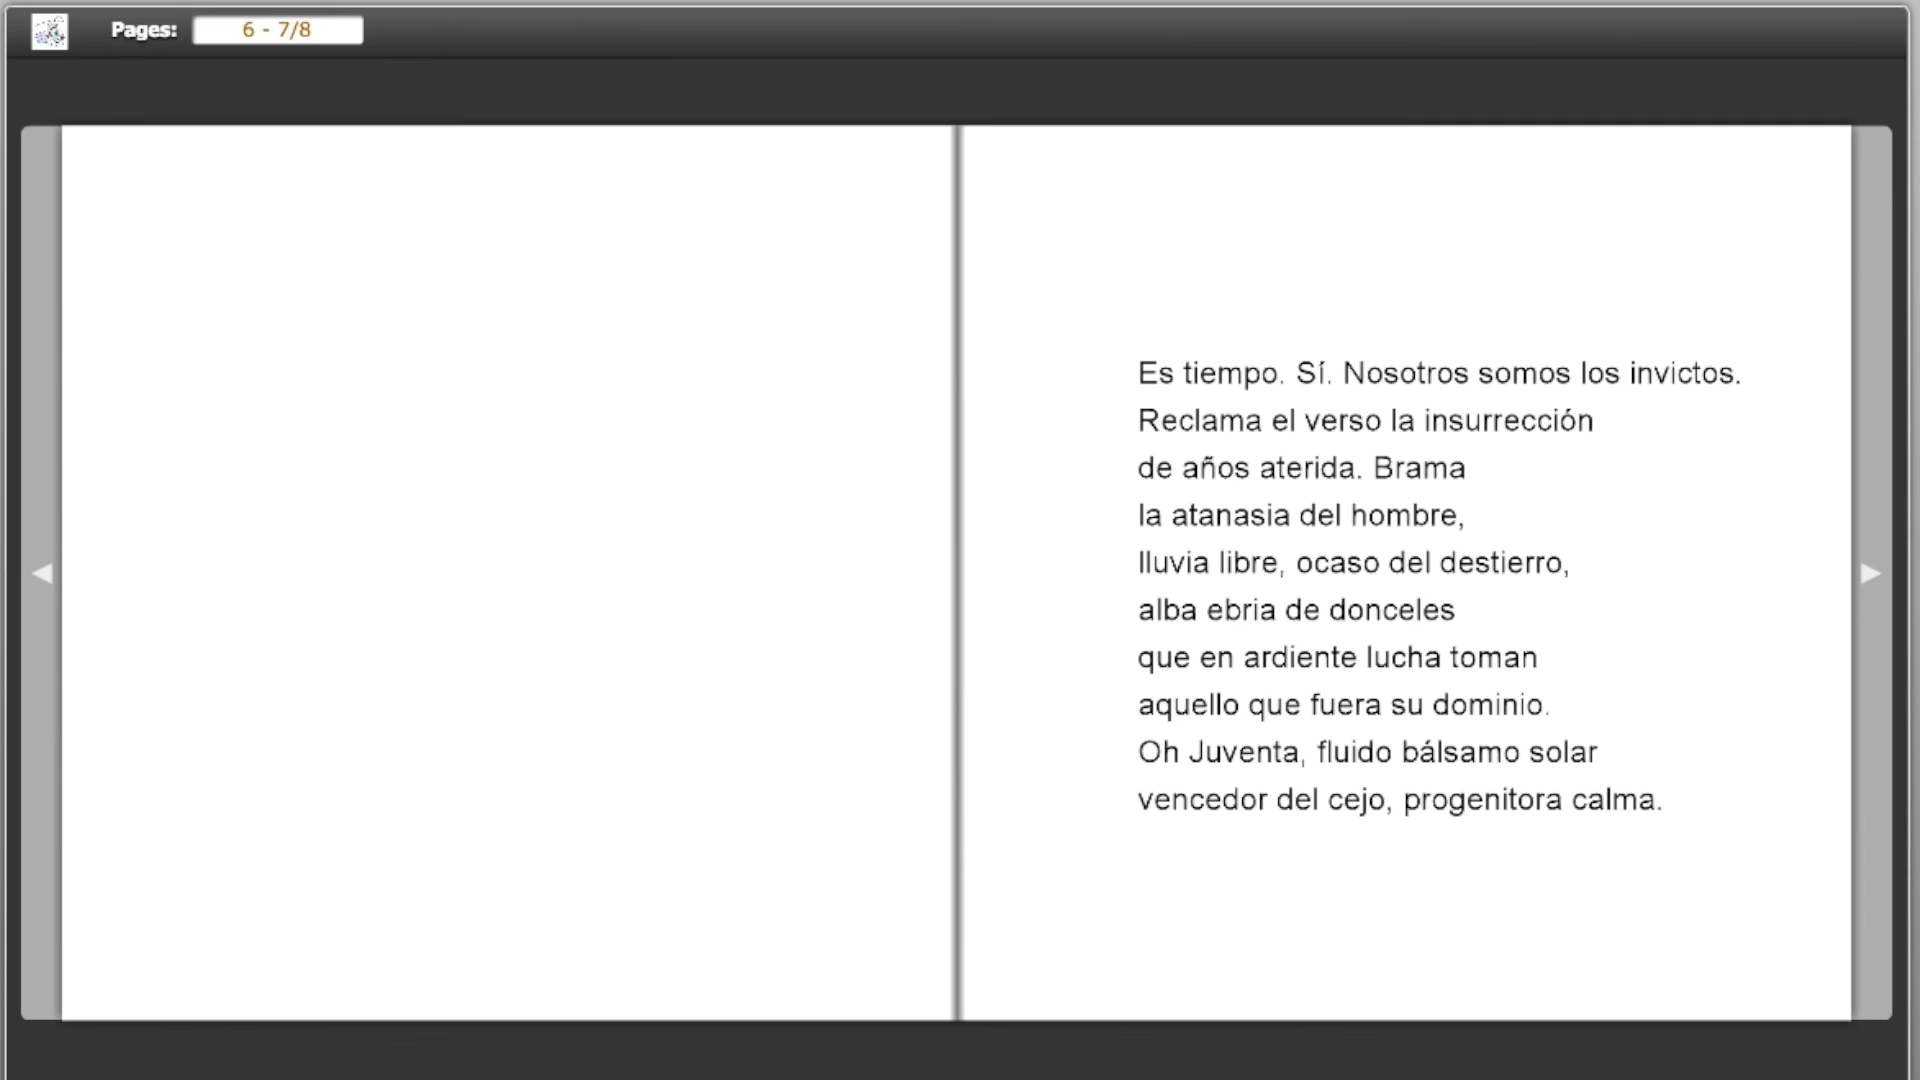 Pages: 6 - 7/8
Es tiempo. Sí. Nosotros somos los invictos.
Reclama el verso la insurrección
de años aterida. Brama
la atanasia del hombre,
lluvia libre, ocaso del destierro,
alba ebria de donceles
que en ardiente lucha toman
aquello que fuera su dominio.
Oh Juventa, fluido bálsamo solar
vencedor del cejo, progenitora calma.